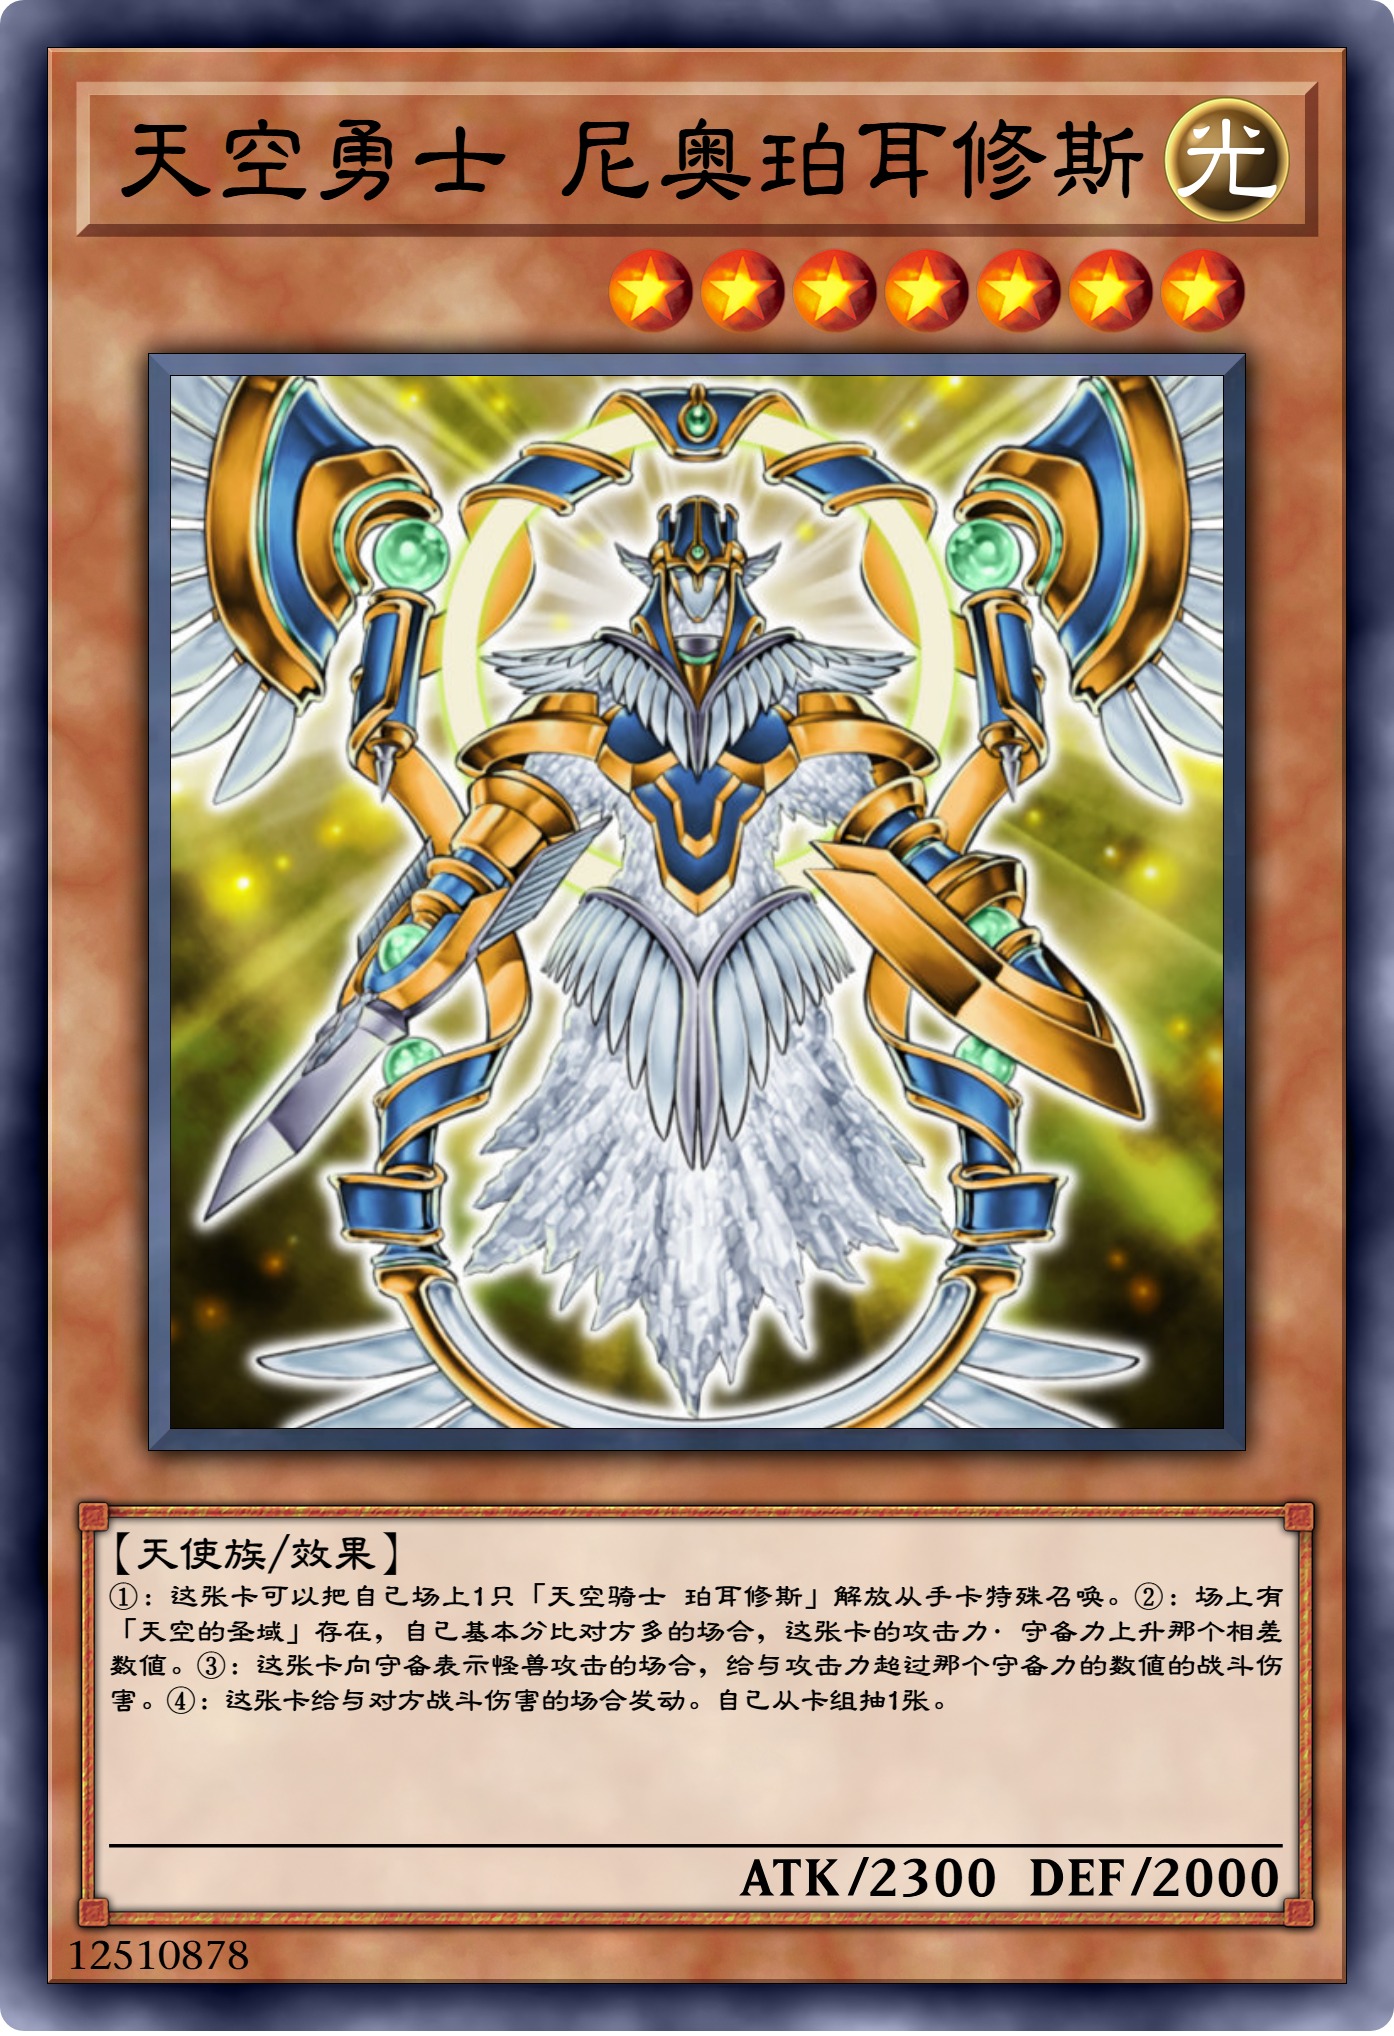 天空勇士 尼奥珀耳修斯 光
【天使族/效果】
①：这张卡可以把自己场上1只「天空骑士 珀耳修斯」解放从手卡特殊召唤。②：场上有
「天空的圣域」存在，自己基本分比对方多的场合，这张卡的攻击力·守备力上升那个相差
数值。③：这张卡向守备表示怪兽攻击的场合，给与攻击力超过那个守备力的数值的战斗伤
害。④：这张卡给与对方战斗伤害的场合发动。自己从卡组抽1张。
ATK/2300 DEF/2000
12510878